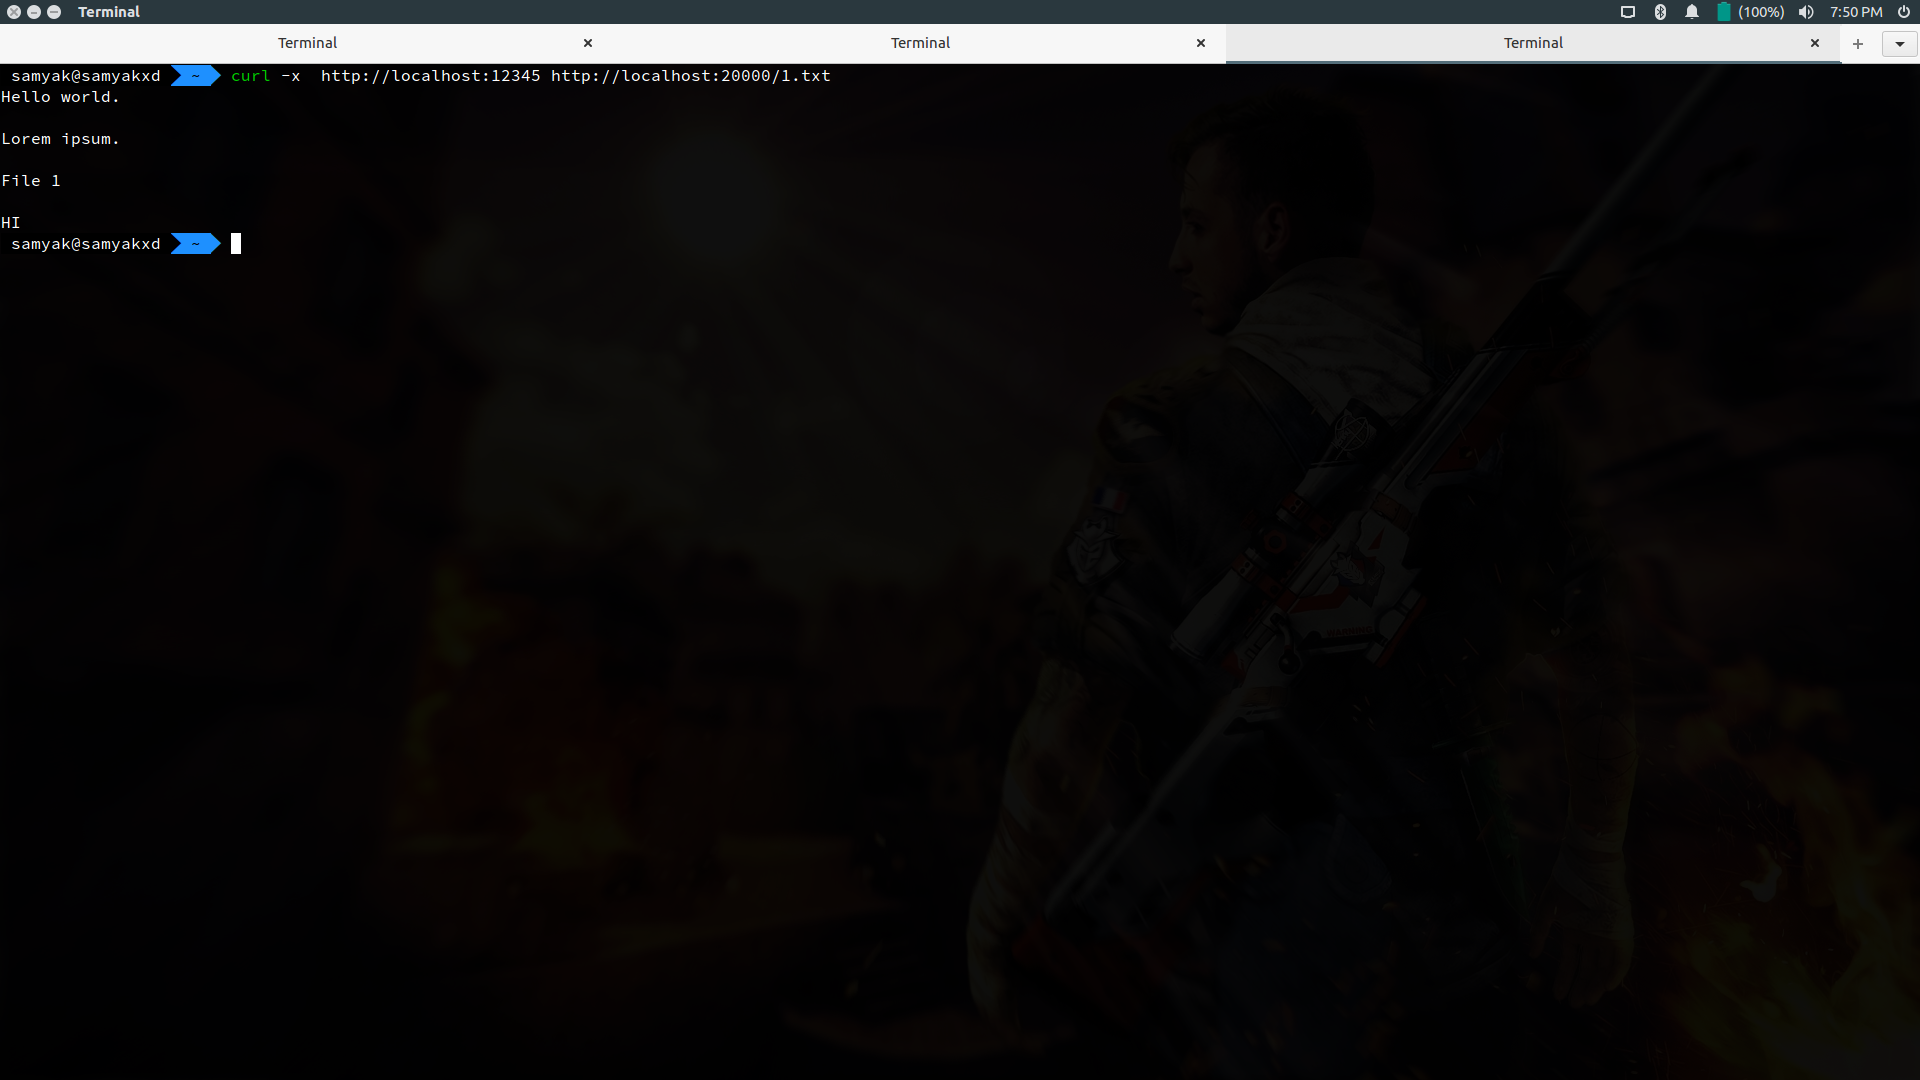 Terminal
(100%) 7:50 PM
Terminal Terminal Terminal
samyak@samyakxd ~ curl -x  http://localhost:12345 http://localhost:20000/1.txt
Hello world.
Lorem ipsum.
File 1
HI
samyak@samyakxd ~